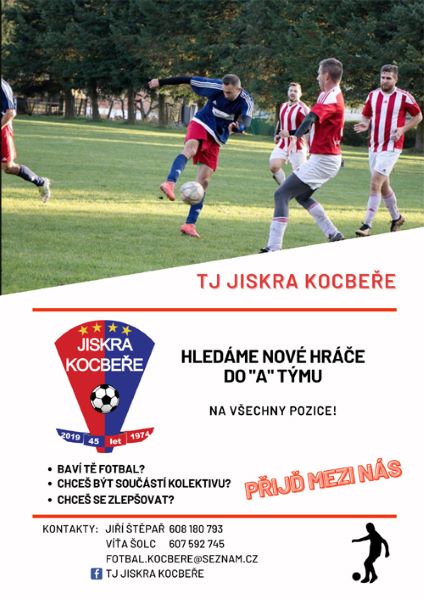 TJ JISKRA KOCBEŘE
JISKRA
KOCBEŘE
2019 45 let 1974
HLEDÁME NOVÉ HRÁČE
DO "A" TÝMU
NA VŠECHNY POZICE!
BAVÍ TĚ FOTBAL?
CHCEŠ BÝT SOUČÁSTÍ KOLEKTIVU?
CHCEŠ SE ZLEPŠOVAT?
PŘIJĎ MEZI NÁS
KONTAKTY: JIŘÍ ŠTĚPAŘ 608 180 793
VÍŤA ŠOLC 607 592 745
FOTBAL.KOCBERE@SEZNAM.CZ
TJ JISKRA KOCBEŘE